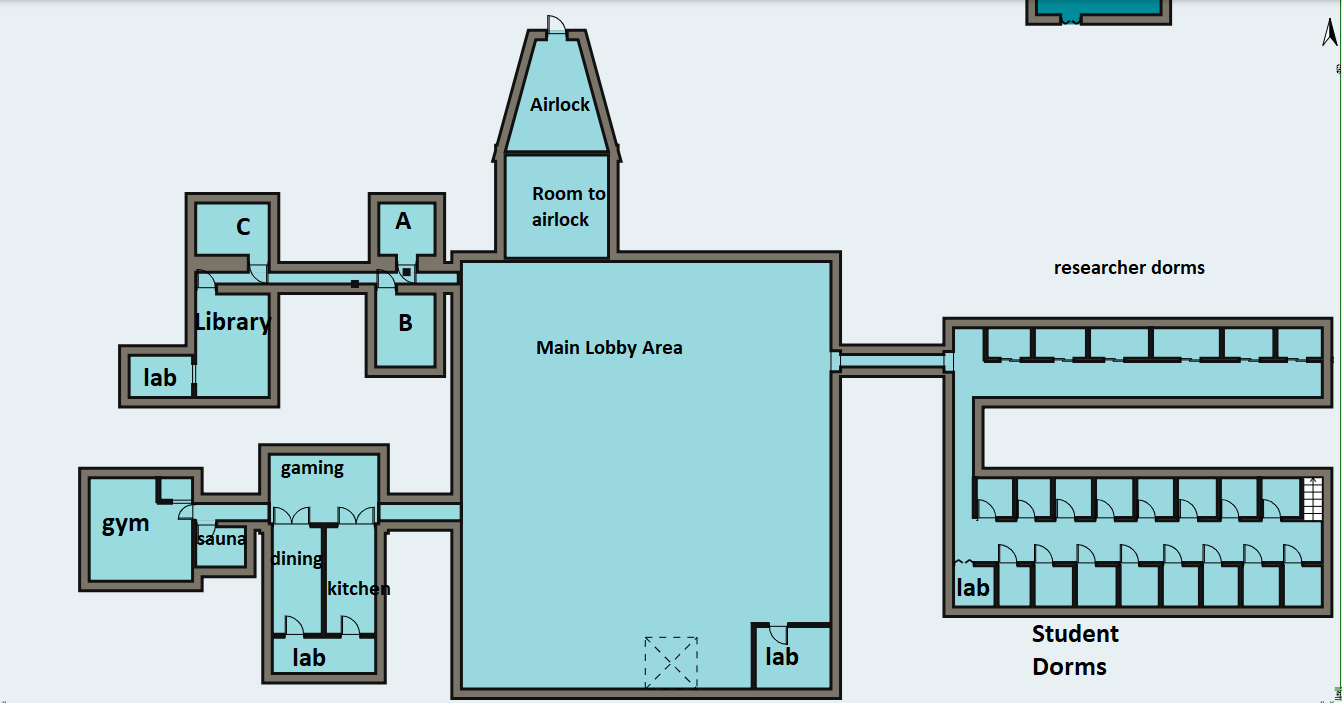 Airlock
Room to
airlock
C
A
researcher dorms
Library
B
Main Lobby Area
lab
gaming
gym
sauna
dining
kitchen
lab
lab
lab
Student
Dorms